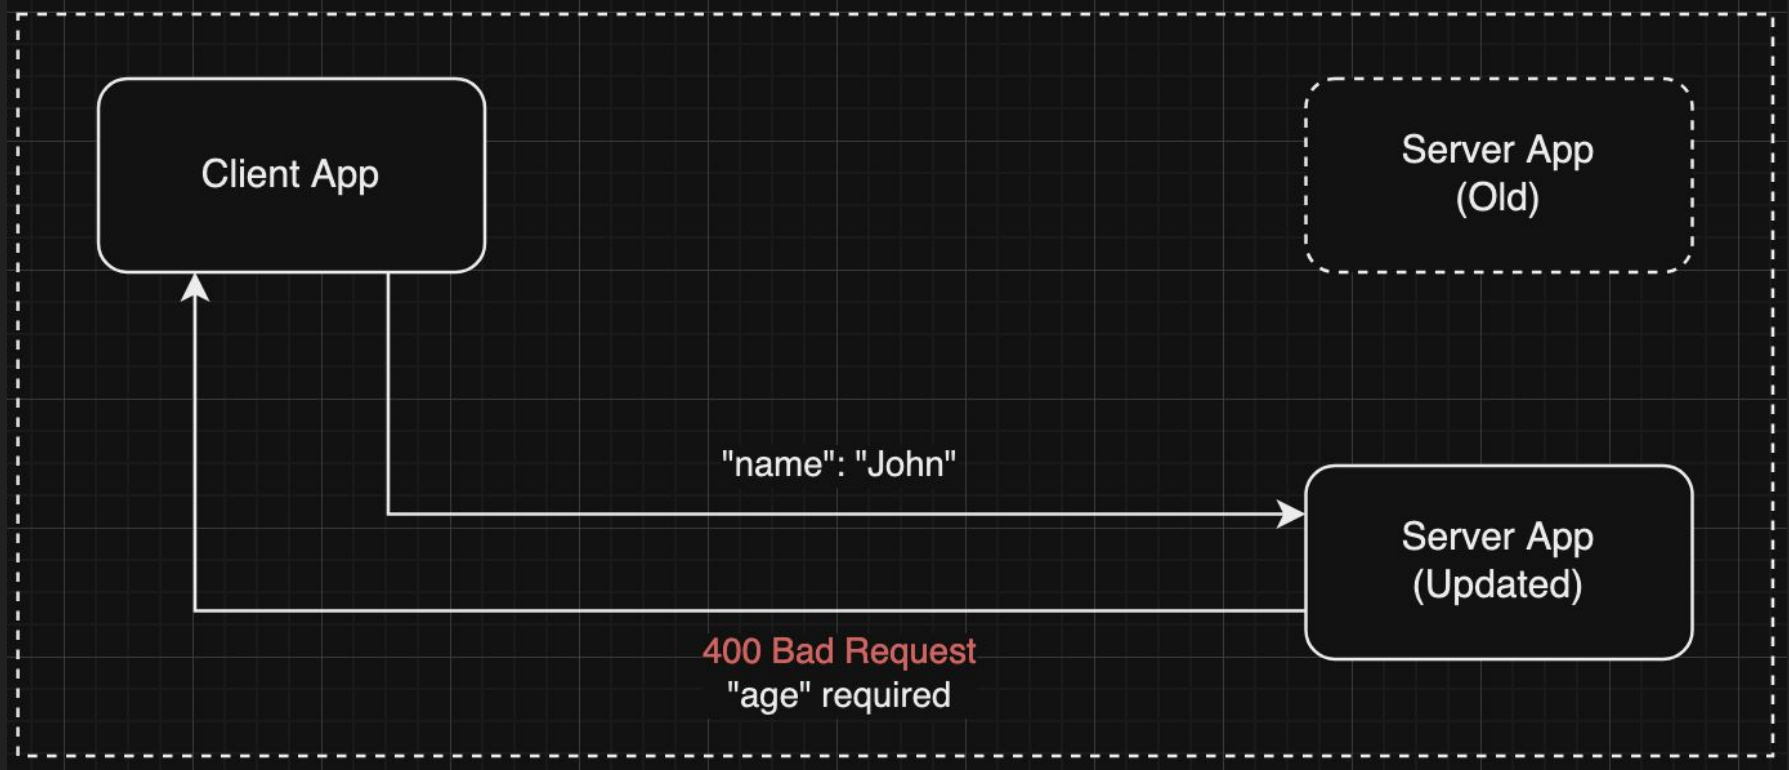 Client App
Server App
(Old)
"name": "John"
Server App
(Updated)
400 Bad Request
"age" required